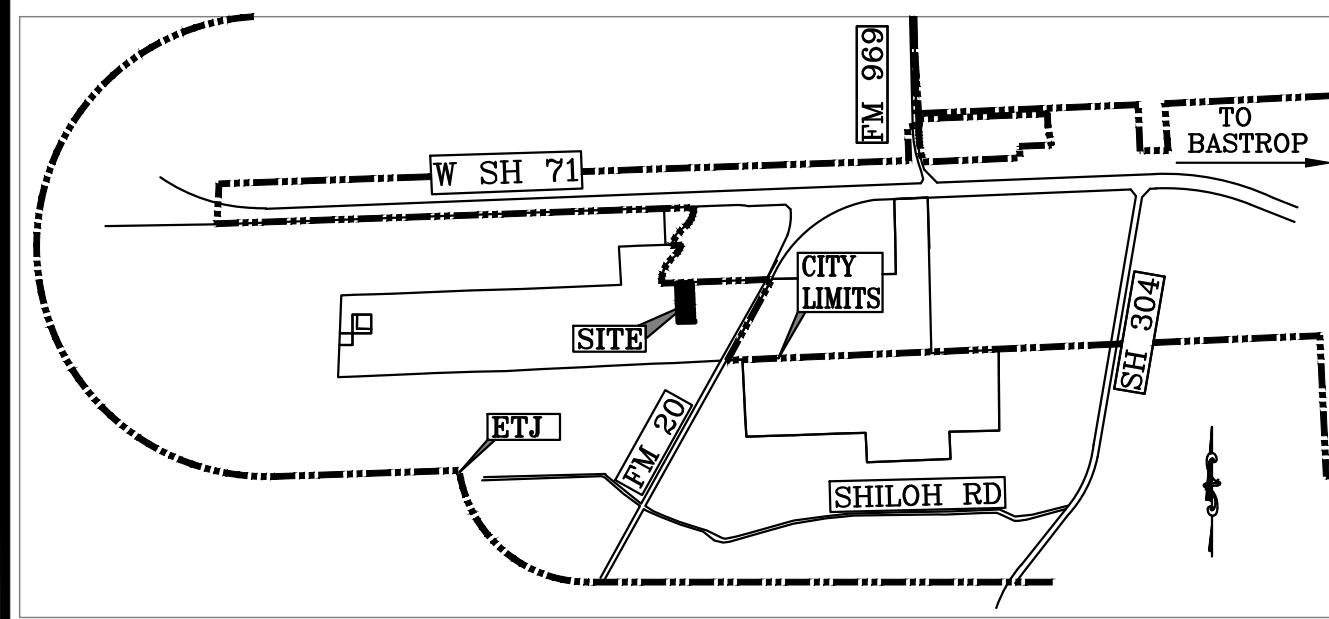 FM 969
TO
BASTROP
W SH 71
CITY
LIMITS
SITE
SH 304
ETJ
FM 20
SHILOH RD